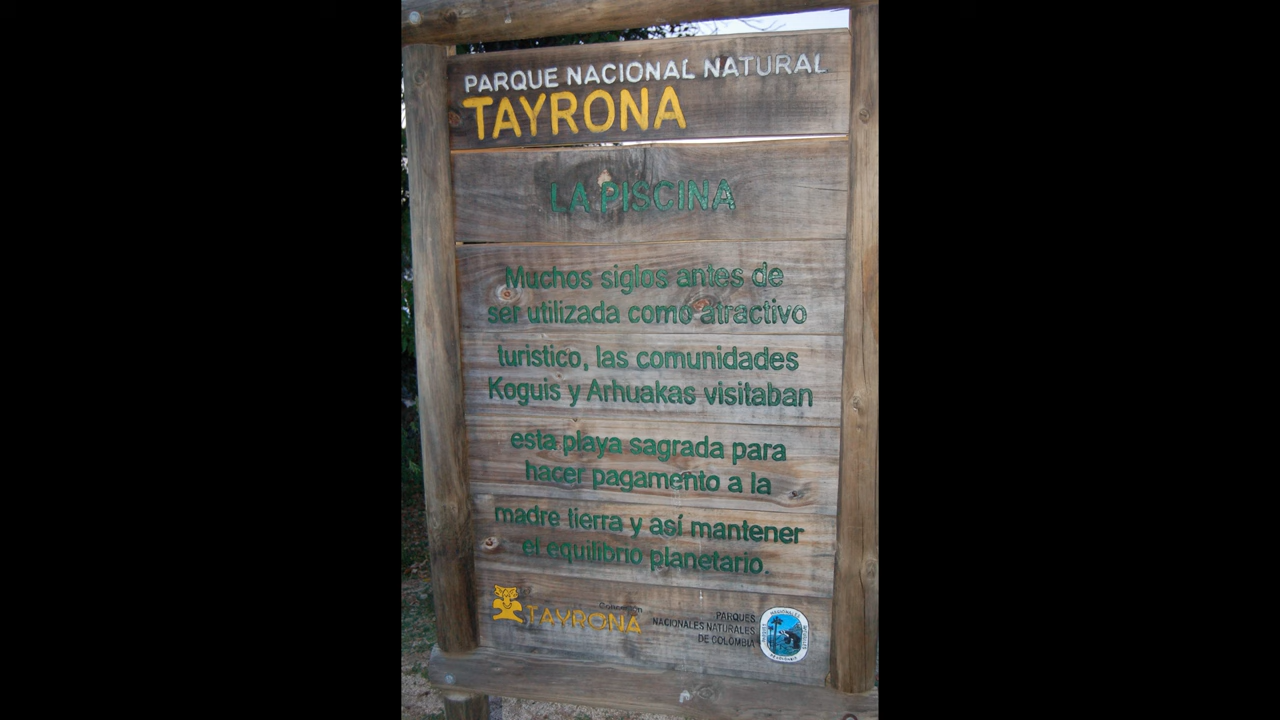 PARQUE NACIONAL NATURAL
TAYRONA
LA PISCINA
Muchos siglos antes de
ser utilizada como atractivo
turistico, las comunidades
Koguis y Arhuakas visitaban
esta playa sagrada para
hacer pagamento a la
madre tierra y así mantener
el equilibrio planetario.
Concesión
TAYRONA
PARQUES
NACIONALES NATURALES
DE COLOMBIA